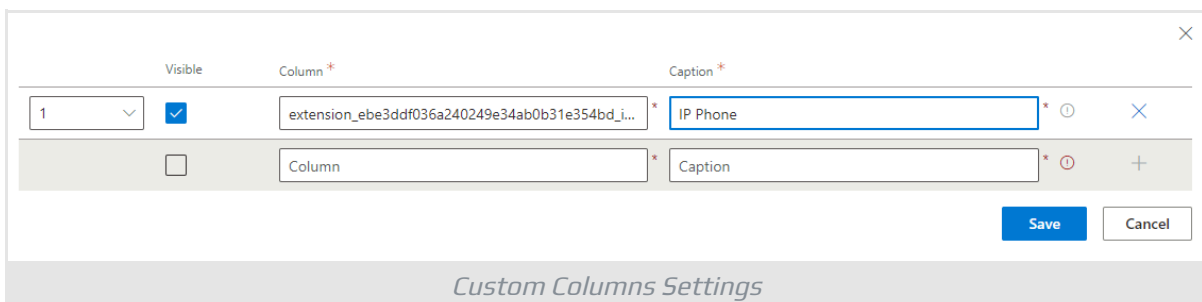 Visible Column * Caption *
1 extension_ebe3ddf036a240249e34ab0b31e354bd_i... * IP Phone *
Column * Caption *
Save Cancel
Custom Columns Settings